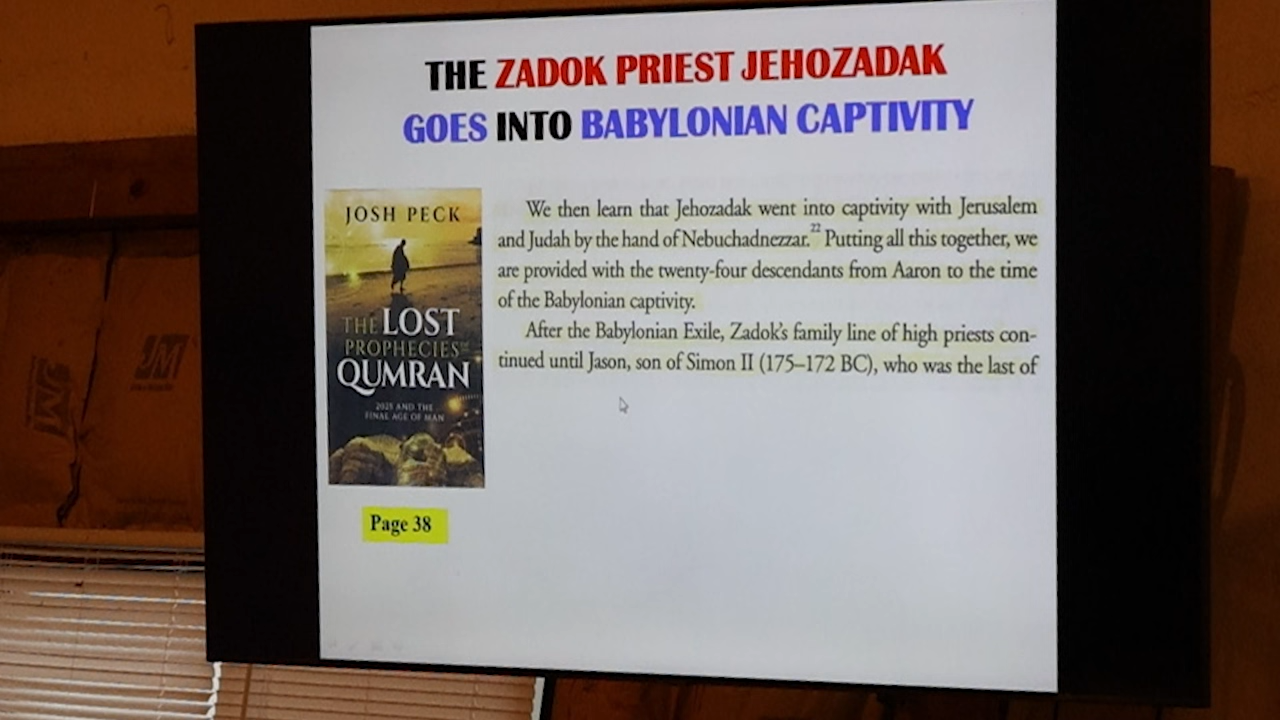 THE ZADOK PRIEST JEHOZADAK
GOES INTO BABYLONIAN CAPTIVITY
JOSH PECK
THE LOST
PROPHECIES OF
QUMRAN
2025 AND THE
FINAL AGE OF MAN
Page 38
We then learn that Jehozadak went into captivity with Jerusalem
and Judah by the hand of Nebuchadnezzar.22 Putting all this together, we
are provided with the twenty-four descendants from Aaron to the time
of the Babylonian captivity.
After the Babylonian Exile, Zadok's family line of high priests con-
tinued until Jason, son of Simon II (175–172 BC), who was the last of
JM
JM